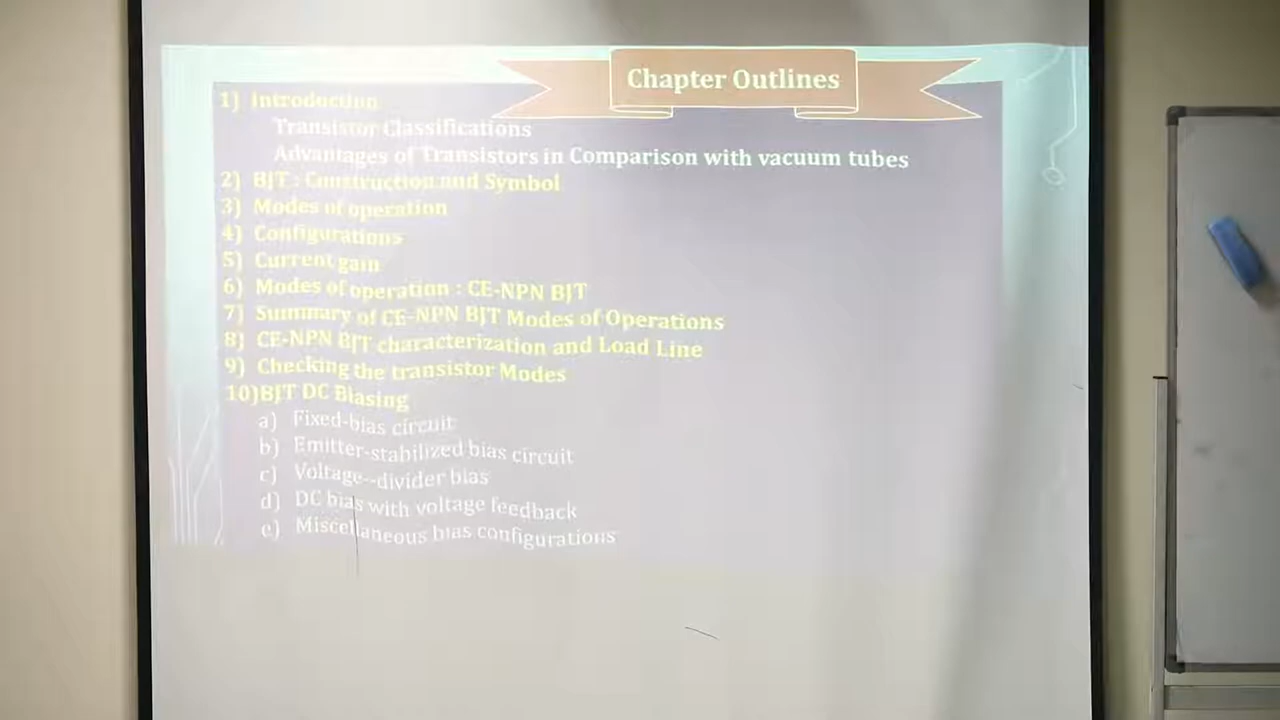 Chapter Outlines
1) Introduction
Transistor Classifications
Advantages of Transistors in Comparison with vacuum tubes
2) BJT : Construction and Symbol
3) Modes of operation
4) Configurations
5) Current gain
6) Modes of operation : CE-NPN BJT
7) Summary of CE-NPN BJT Modes of Operations
8) CE-NPN BJT characterization and Load Line
9) Checking the transistor Modes
10)BJT DC Biasing
a) Fixed-bias circuit
b) Emitter-stabilized bias circuit
c) Voltage–divider bias
d) DC bias with voltage feedback
e) Miscellaneous bias configurations